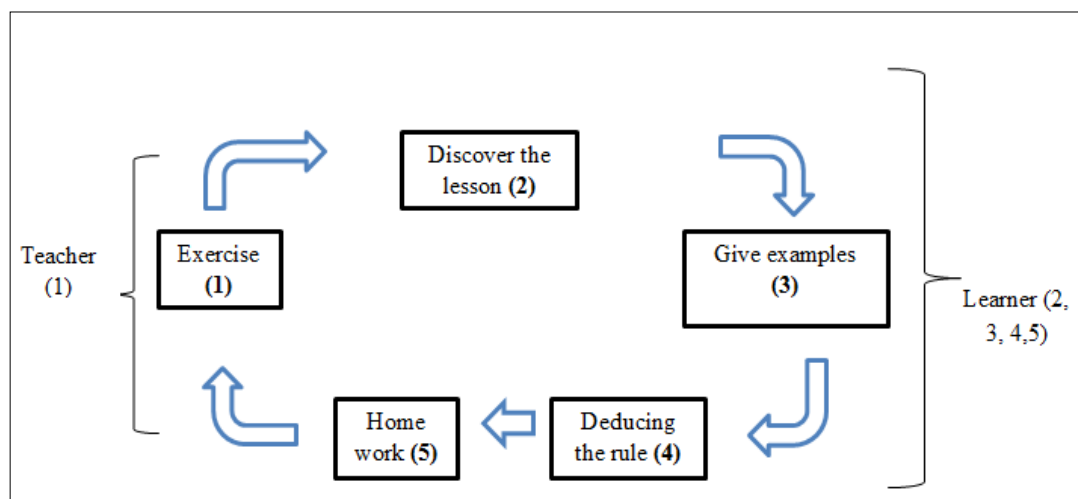 Discover the
lesson (2)
Teacher
(1)
Exercise
(1)
Give examples
(3)
Learner (2,
3, 4,5)
Home
work (5)
Deducing
the rule (4)